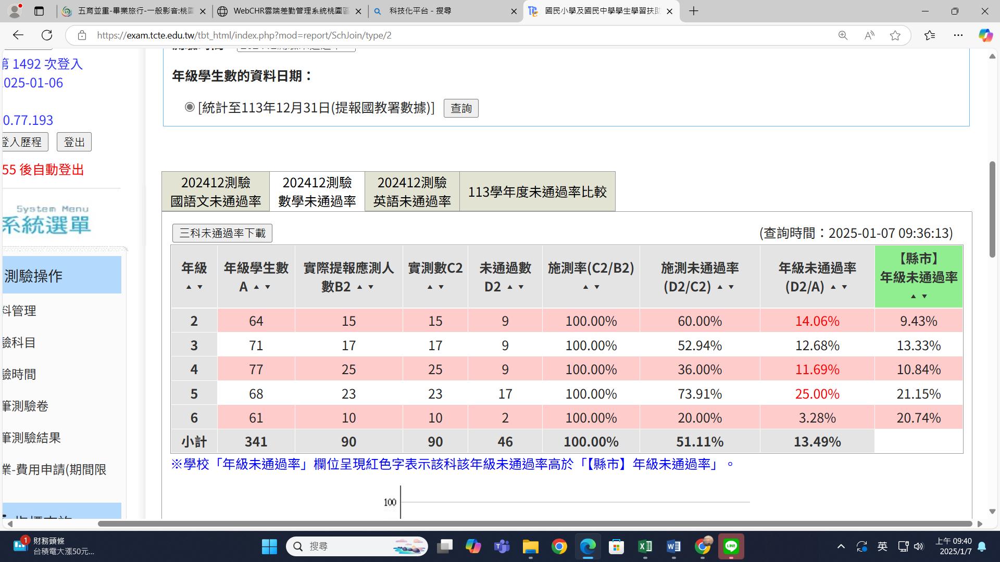 五育並重-畢業旅行-一般影音:桃園
WebCHR雲端差勤管理系統桃園區
科技化平台 - 搜尋
國民小學及國民中學學生學習扶助
https://exam.tcte.edu.tw/tbt_html/index.php?mod=report/SchJoin/type/2
第 1492 次登入
2025-01-06
0.77.193
登入歷程
登出
55 後自動登出
System Menu
系統選單
測驗操作
料管理
驗科目
驗時間
筆測驗卷
筆測驗結果
業-費用申請(期間限
年級學生數的資料日期：
[統計至113年12月31日(提報國教署數據)]
查詢
202412測驗
國語文未通過率
202412測驗
數學未通過率
202412測驗
英語未通過率
113學年度未通過率比較
三科未通過率下載
(查詢時間：2025-01-07 09:36:13)
年級 ▲ ▼ 年級學生數A ▲ ▼ 實際提報應測人數B2 ▲ ▼ 實測數C2 ▲ ▼ 未通過數D2 ▲ ▼ 施測率(C2/B2) ▲ ▼ 施測未通過率(D2/C2) ▲ ▼ 年級未通過率(D2/A) ▲ ▼ 【縣市】年級未通過率 ▲ ▼
2 64 15 15 9 100.00% 60.00% 14.06% 9.43%
3 71 17 17 9 100.00% 52.94% 12.68% 13.33%
4 77 25 25 9 100.00% 36.00% 11.69% 10.84%
5 68 23 23 17 100.00% 73.91% 25.00% 21.15%
6 61 10 10 2 100.00% 20.00% 3.28% 20.74%
小計 341 90 90 46 100.00% 51.11% 13.49%
※學校「年級未通過率」欄位呈現紅色字表示該科該年級未通過率高於「【縣市】年級未通過率」。
100
1
財務頭條
台積電大漲50元...
搜尋
英
上午 09:40
2025/1/7